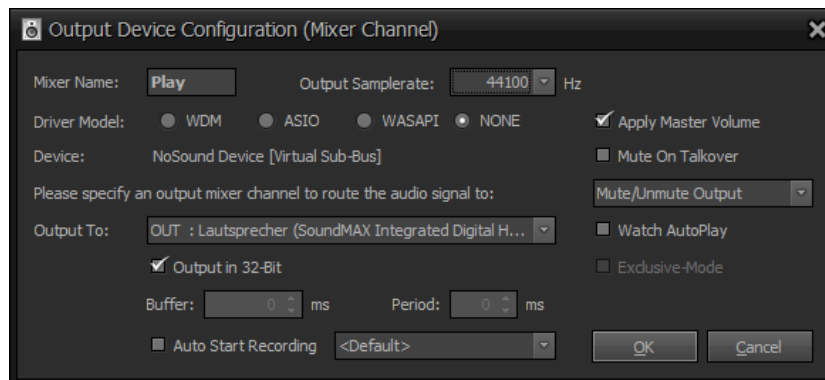 Output Device Configuration (Mixer Channel)
Mixer Name: Play Output Samplerate: 44100 Hz
Driver Model: WDM ASIO WASAPI NONE Apply Master Volume
Device: NoSound Device [Virtual Sub-Bus] Mute On Talkover
Please specify an output mixer channel to route the audio signal to: Mute/Unmute Output
Output To: OUT : Lautsprecher (SoundMAX Integrated Digital H... Watch AutoPlay
Output in 32-Bit Exclusive-Mode
Buffer: 0 ms Period: 0 ms
Auto Start Recording <Default> OK Cancel